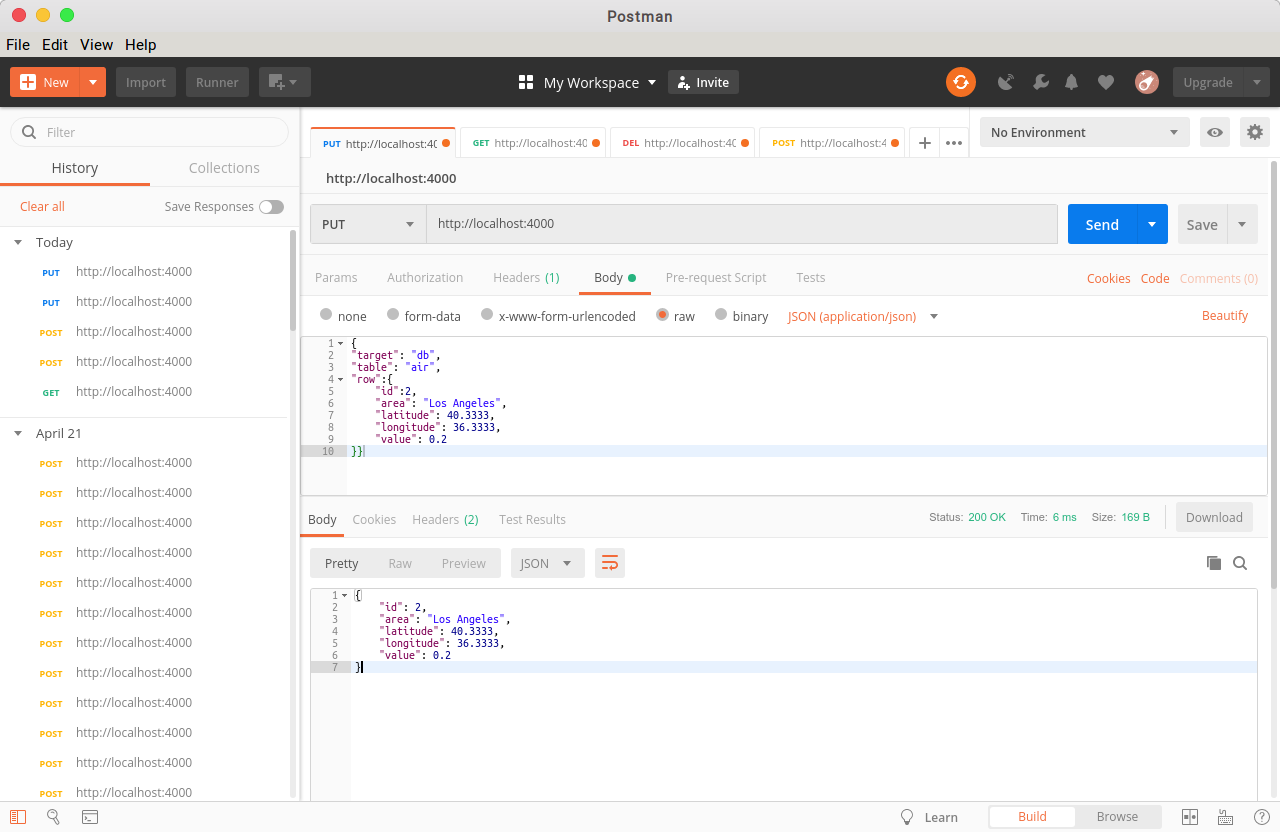 Postman
File Edit View Help
New Import Runner My Workspace Invite Upgrade
Filter
History Collections
Clear all Save Responses
Today
PUT http://localhost:4000
PUT http://localhost:4000
POST http://localhost:4000
POST http://localhost:4000
GET http://localhost:4000
April 21
POST http://localhost:4000
POST http://localhost:4000
POST http://localhost:4000
POST http://localhost:4000
POST http://localhost:4000
POST http://localhost:4000
POST http://localhost:4000
POST http://localhost:4000
POST http://localhost:4000
POST http://localhost:4000
POST http://localhost:4000
POST http://localhost:4000
PUT http://localhost:40 GET http://localhost:40 DEL http://localhost:40 POST http://localhost:4 No Environment
http://localhost:4000
PUT http://localhost:4000 Send Save
Params Authorization Headers (1) Body Pre-request Script Tests Cookies Code Comments (0)
none form-data x-www-form-urlencoded raw binary JSON (application/json) Beautify
1 {
2 "target": "db",
3 "table": "air",
4 "row":{
5 "id":2,
6 "area": "Los Angeles",
7 "latitude": 40.3333,
8 "longitude": 36.3333,
9 "value": 0.2
10 }}
Body Cookies Headers (2) Test Results Status: 200 OK Time: 6 ms Size: 169 B Download
Pretty Raw Preview JSON
1 {
2 "id": 2,
3 "area": "Los Angeles",
4 "latitude": 40.3333,
5 "longitude": 36.3333,
6 "value": 0.2
7 }
Learn Build Browse